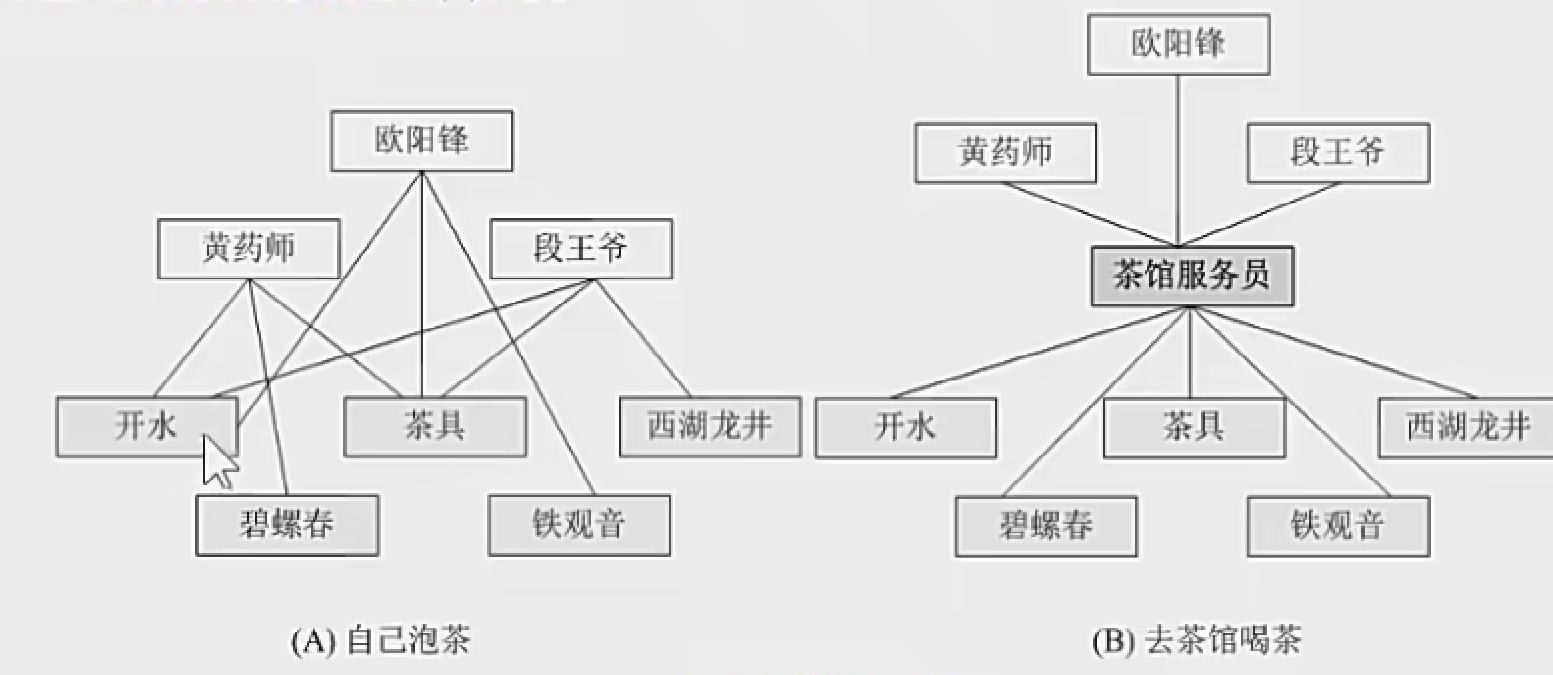 欧阳锋
黄药师
段王爷
开水
茶具
西湖龙井
碧螺春
铁观音
(A) 自己泡茶
欧阳锋
黄药师
段王爷
茶馆服务员
开水
茶具
西湖龙井
碧螺春
铁观音
(B) 去茶馆喝茶